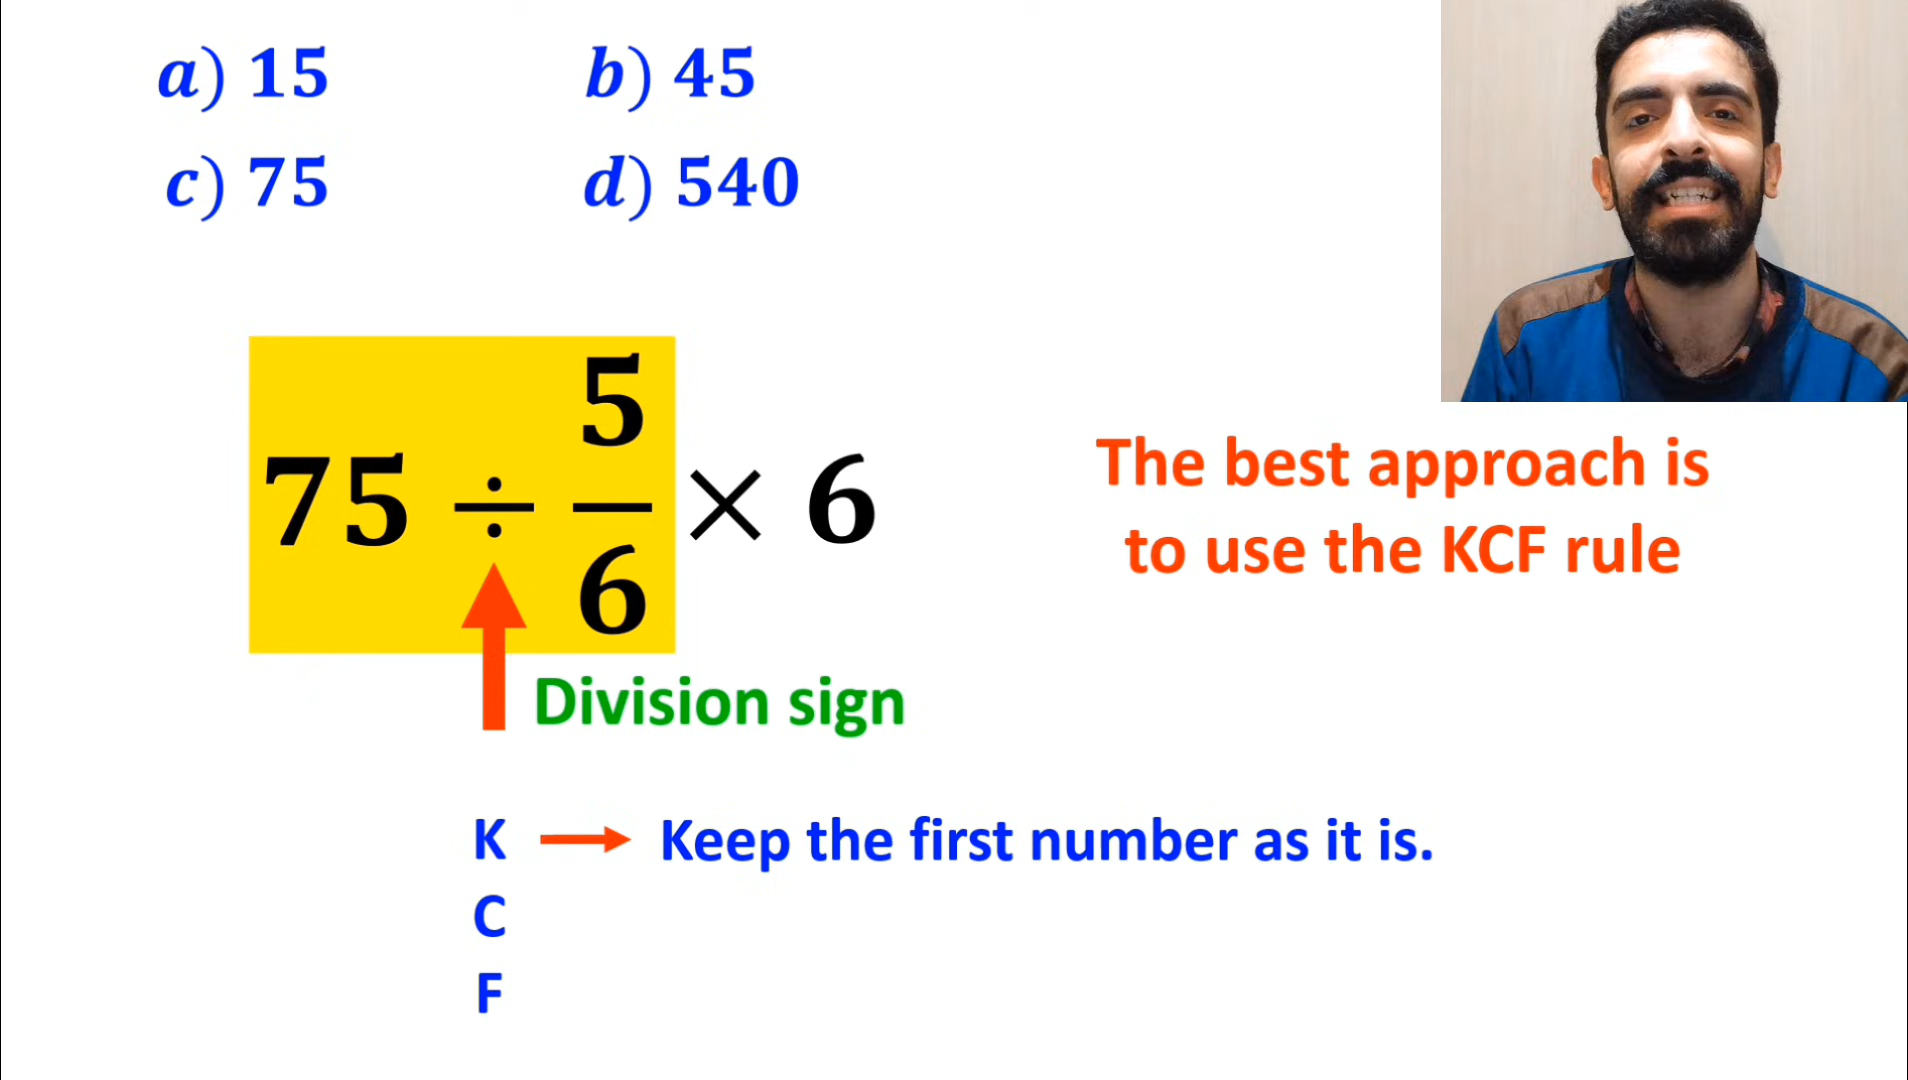 a) 15 b) 45
c) 75 d) 540
75 ÷ 5/6 × 6
The best approach is
to use the KCF rule
Division sign
K → Keep the first number as it is.
C
F